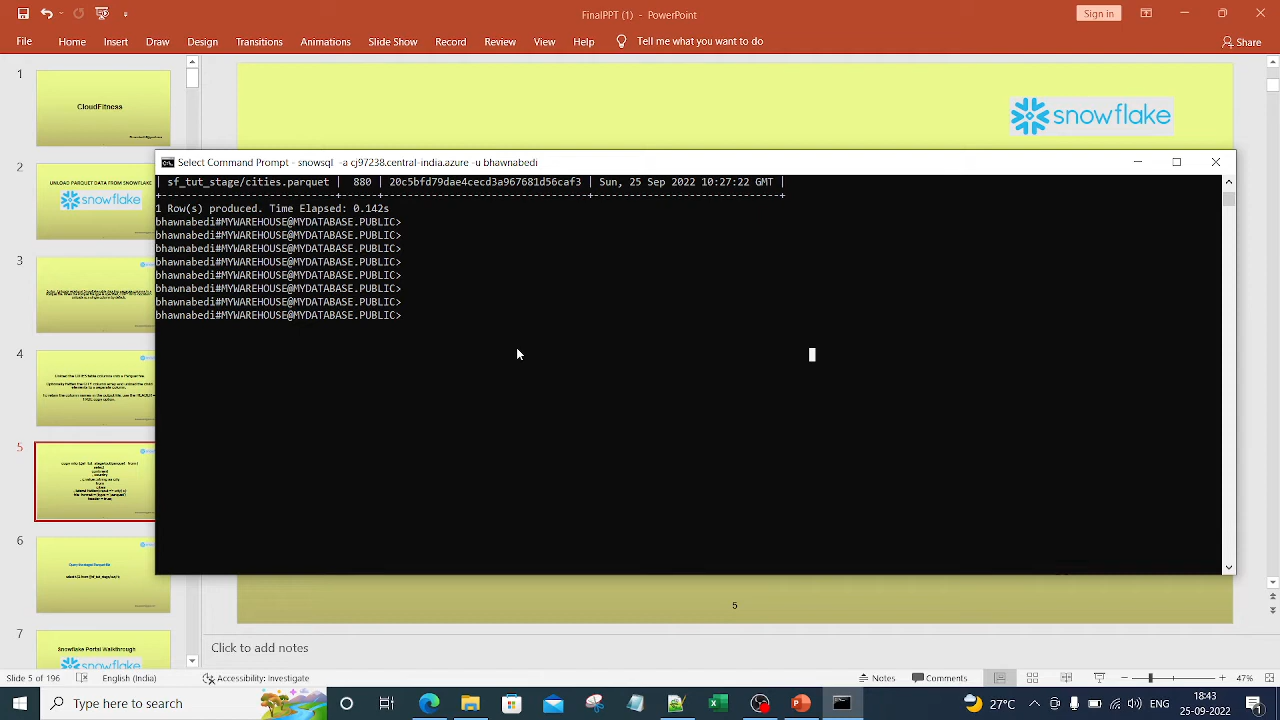 FinalPPT (1) - PowerPoint
Sign in
File Home Insert Draw Design Transitions Animations Slide Show Record Review View Help Tell me what you want to do Share
1
CloudFitness
2
UNLOAD PARQUET DATA FROM SNOWFLAKE
snowflake
3
4
5
6
Query the staged Parquet file
7
Snowflake Portal Walkthrough
snowflake
snowflake
Select Command Prompt - snowsql -a cj97238.central-india.azure -u bhawnabedi
| sf_tut_stage/cities.parquet | 880 | 20c5bfd79dae4cecd3a967681d56caf3 | Sun, 25 Sep 2022 10:27:22 GMT |
1 Row(s) produced. Time Elapsed: 0.142s
bhawnabedi#MYWAREHOUSE@MYDATABASE.PUBLIC>
bhawnabedi#MYWAREHOUSE@MYDATABASE.PUBLIC>
bhawnabedi#MYWAREHOUSE@MYDATABASE.PUBLIC>
bhawnabedi#MYWAREHOUSE@MYDATABASE.PUBLIC>
bhawnabedi#MYWAREHOUSE@MYDATABASE.PUBLIC>
bhawnabedi#MYWAREHOUSE@MYDATABASE.PUBLIC>
bhawnabedi#MYWAREHOUSE@MYDATABASE.PUBLIC>
bhawnabedi#MYWAREHOUSE@MYDATABASE.PUBLIC>
5
Click to add notes
Slide 5 of 196 English (India) Accessibility: Investigate Notes Comments 47%
Type here to search
27°C ENG 18:43
25-09-2022